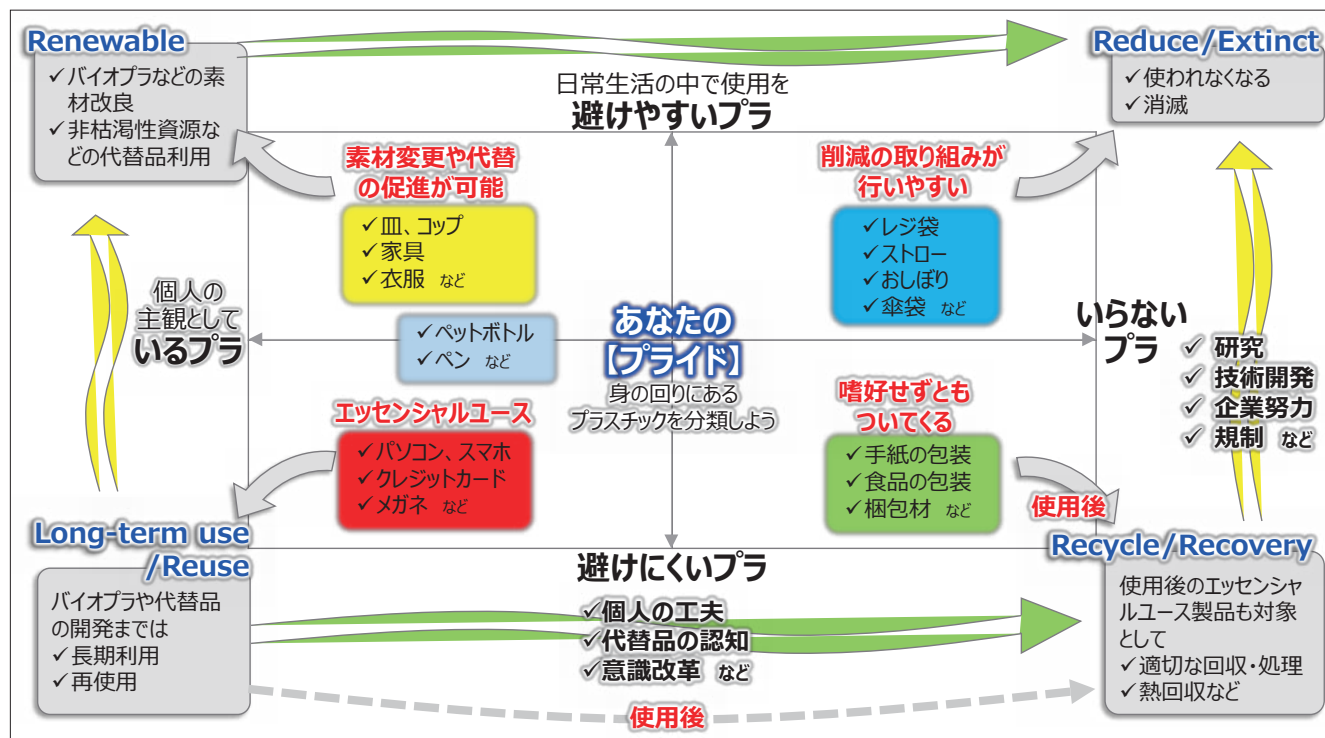 Renewable
✓バイオプラなどの素
材改良
✓非枯渇性資源な
どの代替品利用
日常生活の中で使用を
避けやすいプラ
Reduce/Extinct
✓使われなくなる
✓消滅
素材変更や代替
の促進が可能
✓皿、コップ
✓家具
✓衣服 など
削減の取り組みが
行いやすい
✓レジ袋
✓ストロー
✓おしぼり
✓傘袋 など
個人の
主観として
いるプラ
✓ペットボトル
✓ペン など
あなたの
【プライド】
身の回りにある
プラスチックを分類しよう
いらない
プラ
✓研究
✓技術開発
✓企業努力
✓規制 など
エッセンシャルユース
✓パソコン、スマホ
✓クレジットカード
✓メガネ など
嗜好せずとも
ついてくる
✓手紙の包装
✓食品の包装
✓梱包材 など
使用後
Long-term use
/Reuse
バイオプラや代替品
の開発までは
✓長期利用
✓再使用
避けにくいプラ
✓個人の工夫
✓代替品の認知
✓意識改革 など
使用後
Recycle/Recovery
使用後のエッセンシャ
ルユース製品も対象
として
✓適切な回収・処理
✓熱回収など